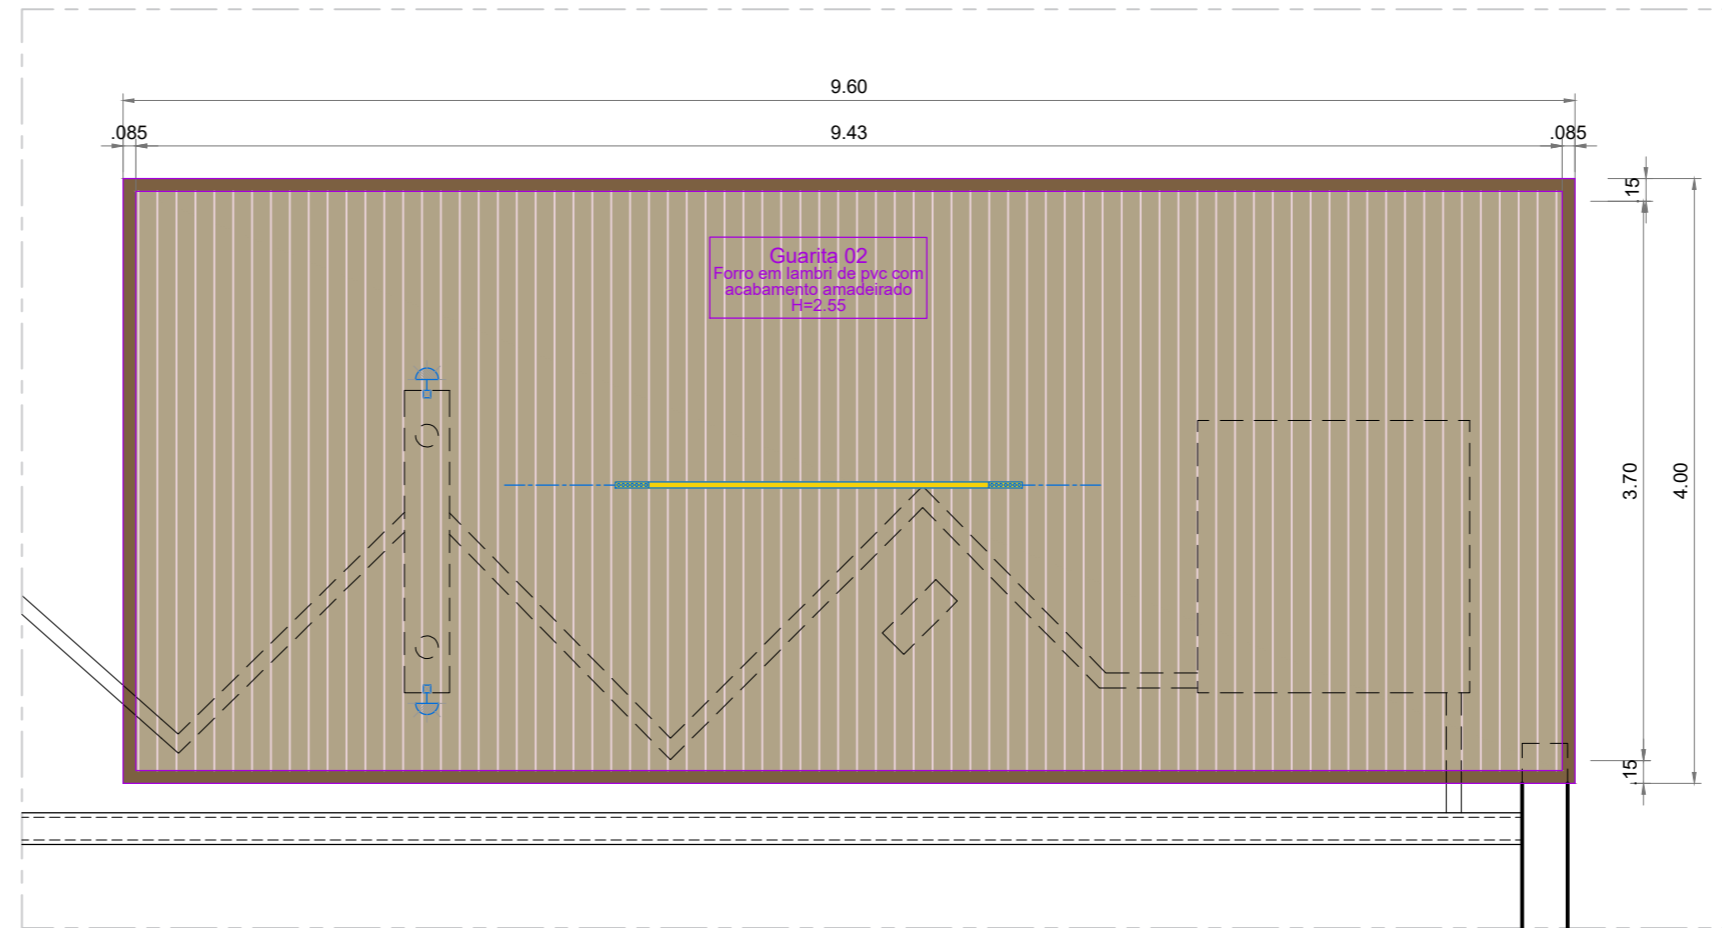 9.60
.085
9.43
.085
.15
Guarita 02
Forro em lambri de pvc com
acabamento amadeirado
H=2.55
3.70
4.00
.15